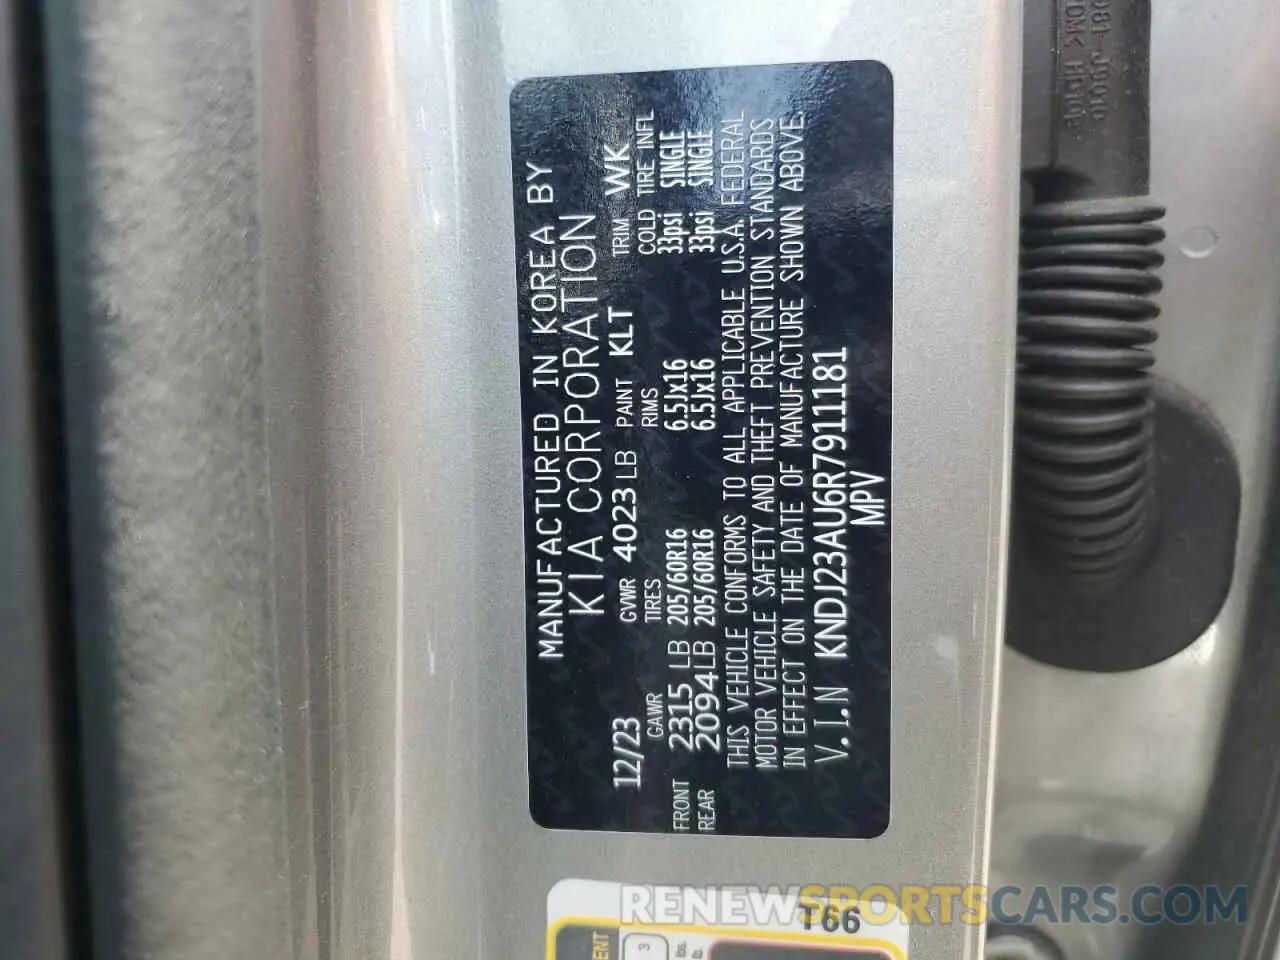 MANUFACTURED IN KOREA BY
KIA CORPORATION
12/23 GVWR 4023 LB PAINT KLT TRIM WK
GAWR TIRES RIMS COLD TIRE INFL
FRONT 2315 LB 205/60R16 6.5Jx16 33psi SINGLE
REAR 2094LB 205/60R16 6.5Jx16 33psi SINGLE
THIS VEHICLE CONFORMS TO ALL APPLICABLE U.S.A. FEDERAL
MOTOR VEHICLE SAFETY AND THEFT PREVENTION STANDARDS
IN EFFECT ON THE DATE OF MANUFACTURE SHOWN ABOVE.
V.I.N KNDJ23AU6R7911181
MPV
T66
3
RENEWSPORTSCARS.COM